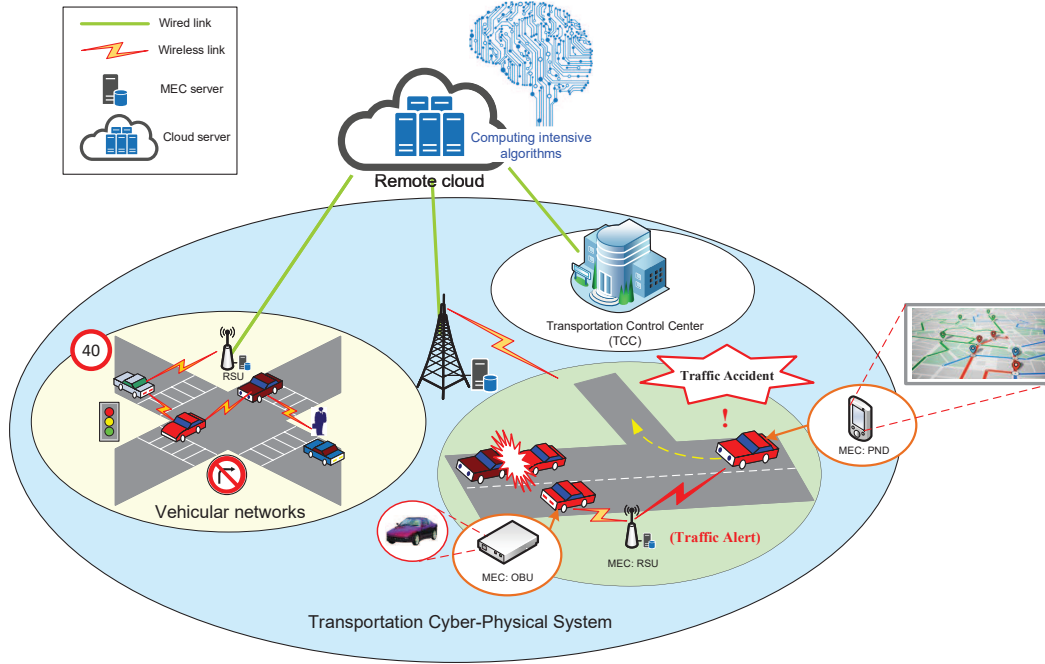 Wired link
Wireless link
MEC server
Cloud server
Computing intensive
algorithms
Remote cloud
Transportation Control Center
(TCC)
40
RSU
Traffic Accident
!
MEC: PND
Vehicular networks
(Traffic Alert)
MEC: OBU
MEC: RSU
Transportation Cyber-Physical System